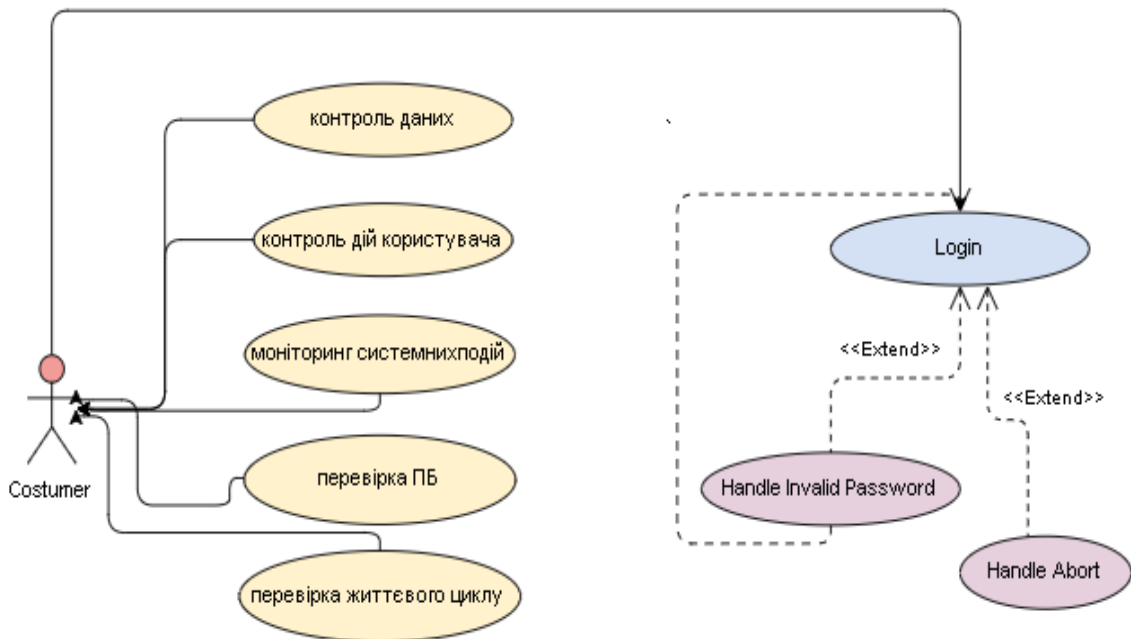 контроль даних
контроль дій користувача
Login
моніторинг системнихподій
<<Extend>>
<<Extend>>
Costumer
перевірка ПБ
Handle Invalid Password
Handle Abort
перевірка життєвого циклу